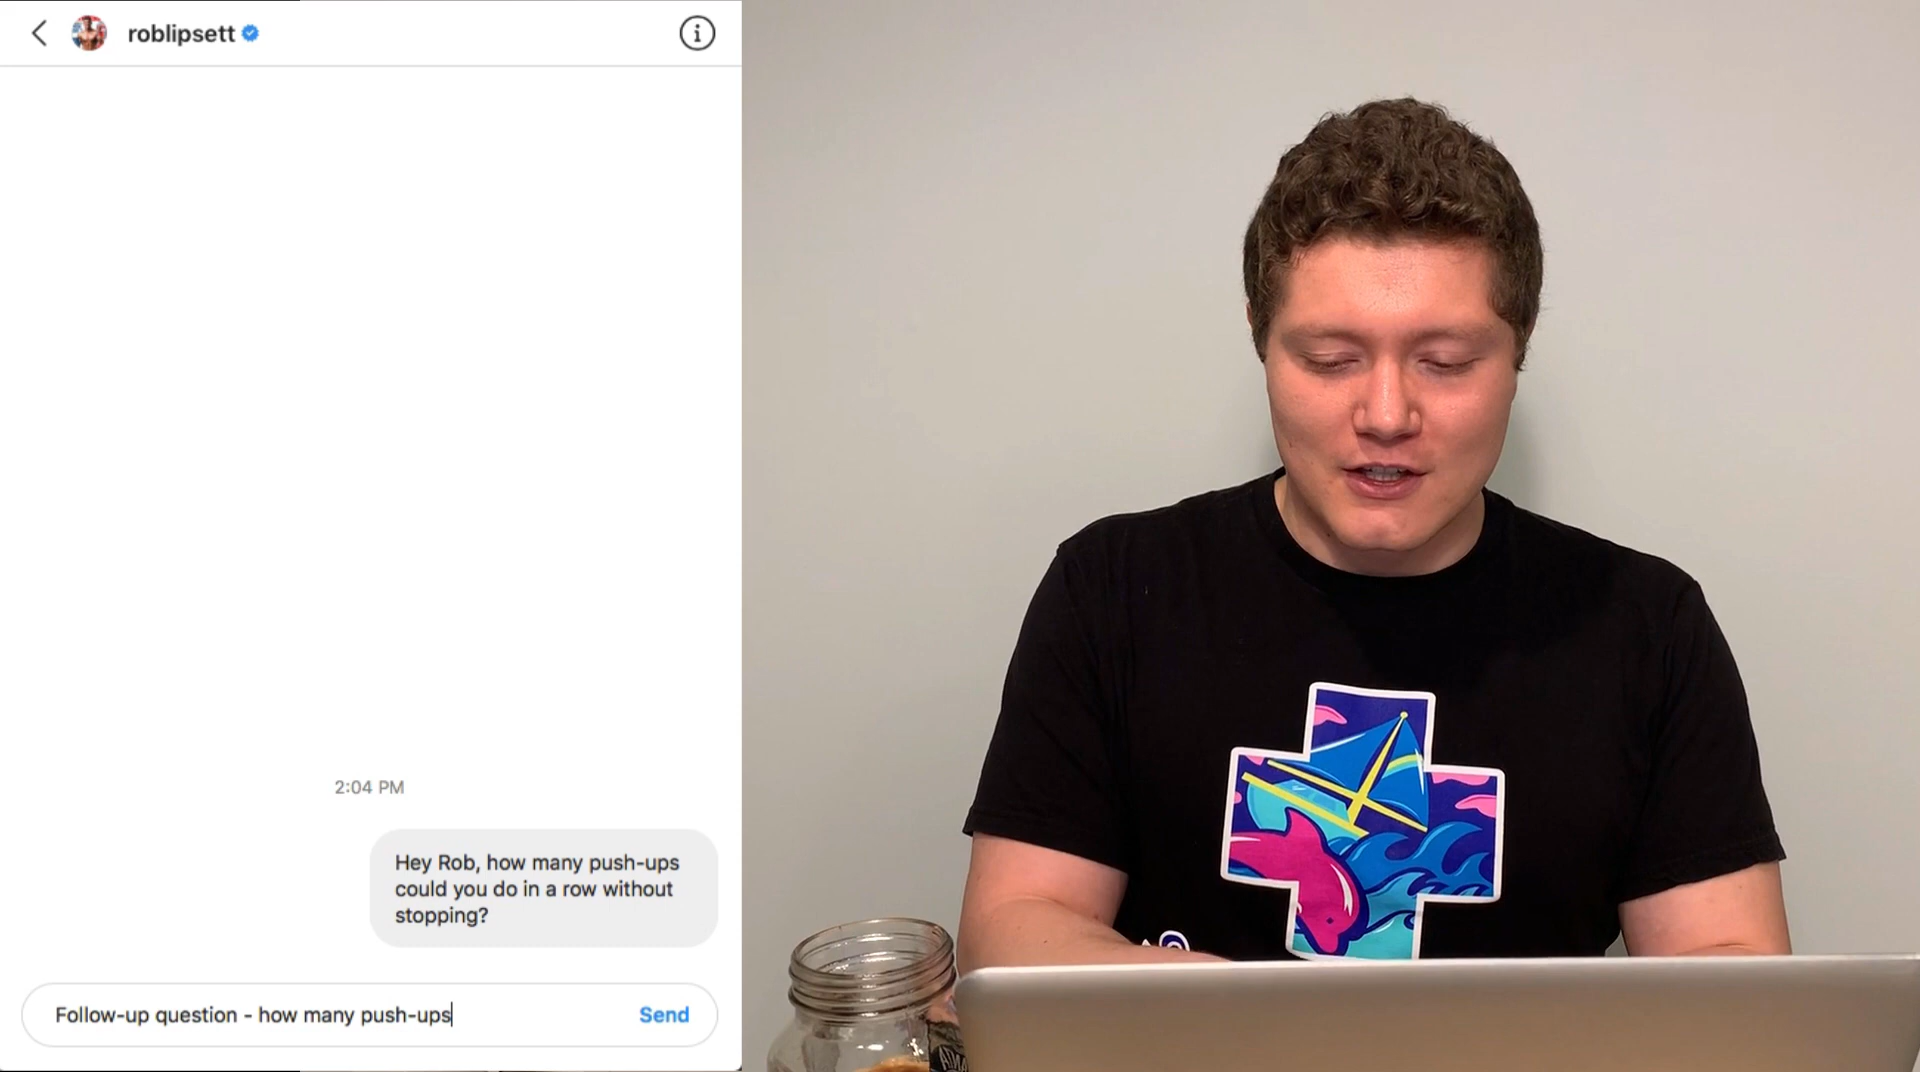 roblipsett
2:04 PM
Hey Rob, how many push-ups
could you do in a row without
stopping?
Follow-up question - how many push-ups
Send